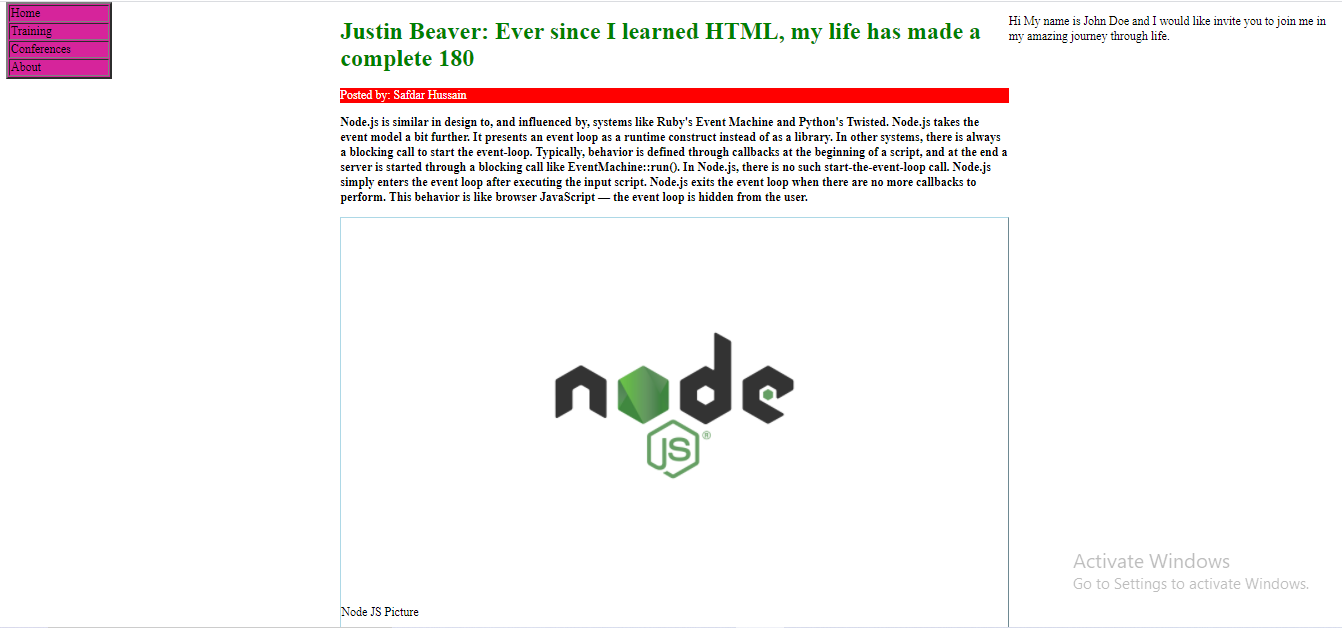 Home
Training
Conferences
About
Justin Beaver: Ever since I learned HTML, my life has made a
complete 180
Posted by: Safdar Hussain
Node.js is similar in design to, and influenced by, systems like Ruby's Event Machine and Python's Twisted. Node.js takes the
event model a bit further. It presents an event loop as a runtime construct instead of as a library. In other systems, there is always
a blocking call to start the event-loop. Typically, behavior is defined through callbacks at the beginning of a script, and at the end a
server is started through a blocking call like EventMachine::run(). In Node.js, there is no such start-the-event-loop call. Node.js
simply enters the event loop after executing the input script. Node.js exits the event loop when there are no more callbacks to
perform. This behavior is like browser JavaScript — the event loop is hidden from the user.
node
JS®
Node JS Picture
Hi My name is John Doe and I would like invite you to join me in
my amazing journey through life.
Activate Windows
Go to Settings to activate Windows.